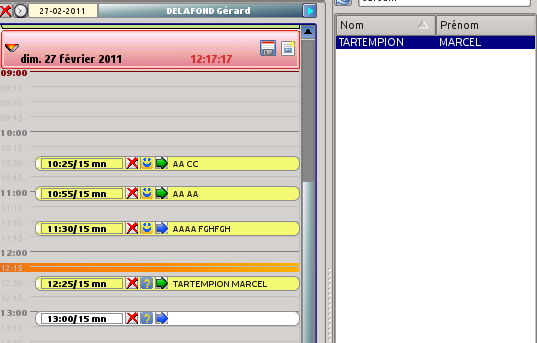 27-02-2011 DELAFOND Gérard
dim. 27 février 2011 12:17:17
09:00
09:15
09:30
09:45
10:00
10:15
10:30 10:25/15 mn AA CC
10:45
11:00 10:55/15 mn AA AA
11:15
11:30 11:30/15 mn AAAA FGHFGH
11:45
12:00
12:15
12:30 12:25/15 mn TARTEMPION MARCEL
12:45
13:00 13:00/15 mn
13:15
Nom Prénom
TARTEMPION MARCEL